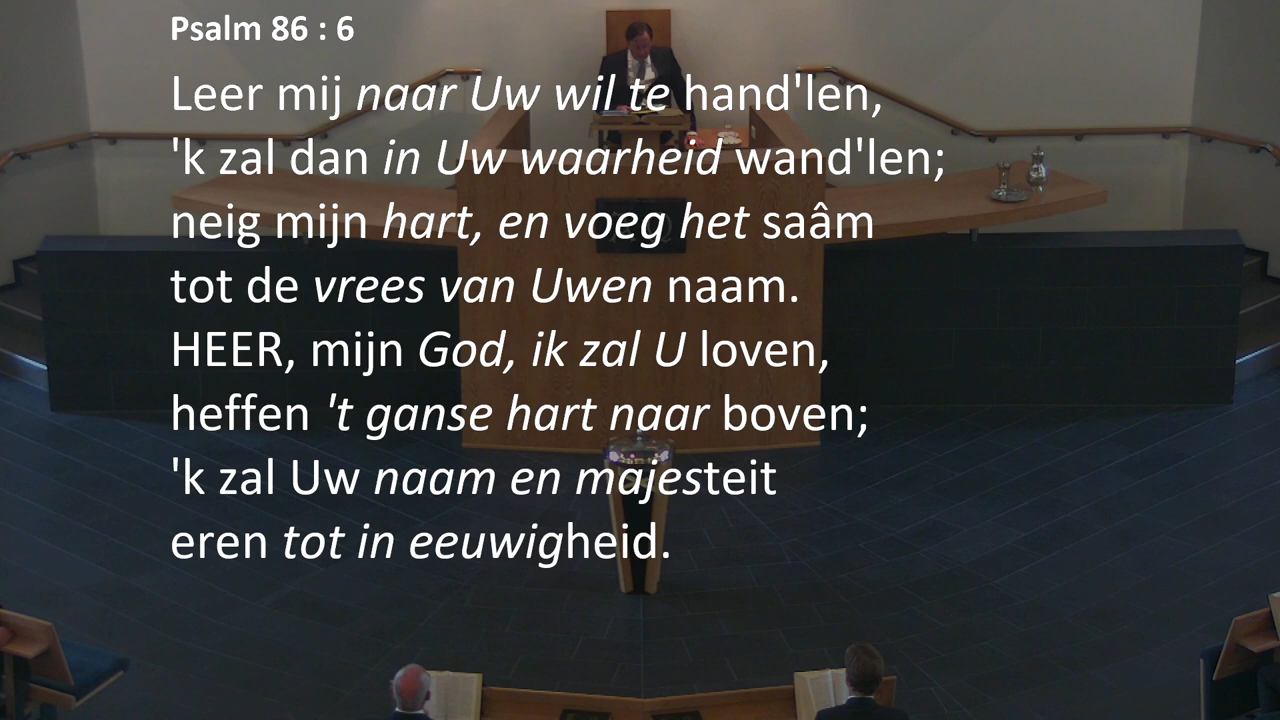 Psalm 86 : 6
Leer mij naar Uw wil te hand'len,
'k zal dan in Uw waarheid wand'len;
neig mijn hart, en voeg het saâm
tot de vrees van Uwen naam.
HEER, mijn God, ik zal U loven,
heffen 't ganse hart naar boven;
'k zal Uw naam en majesteit
eren tot in eeuwigheid.